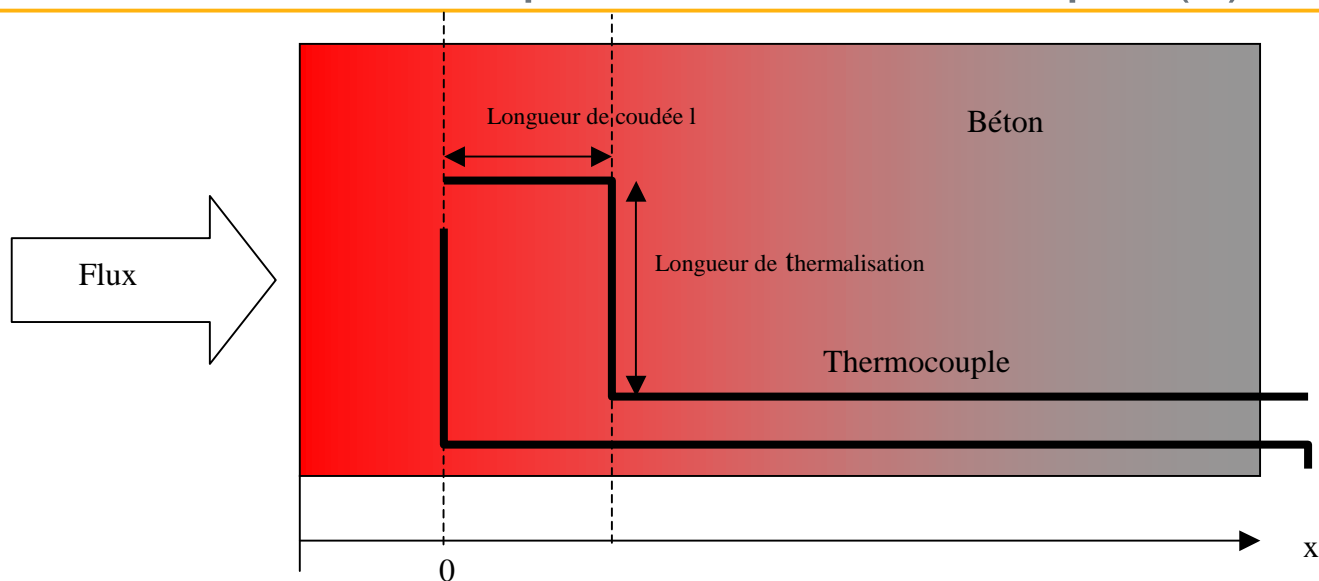 Longueur de coudée l
Béton
Flux
Longueur de thermalisation
Thermocouple
x
0